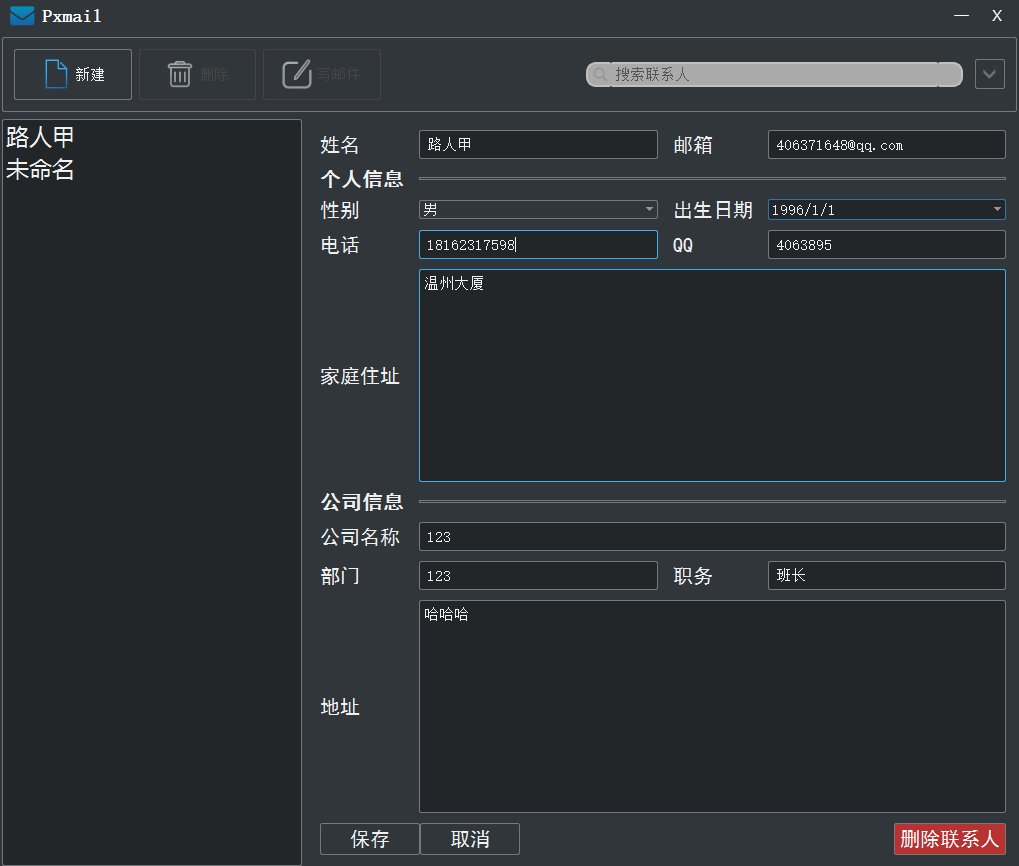 Pxmail
新建 删除 写邮件 搜索联系人
路人甲
未命名
姓名 路人甲 邮箱 406371648@qq.com
个人信息
性别 男 出生日期 1996/1/1
电话 18162317598 QQ 4063895
温州大厦
家庭住址
公司信息
公司名称 123
部门 123 职务 班长
哈哈哈
地址
保存 取消 删除联系人